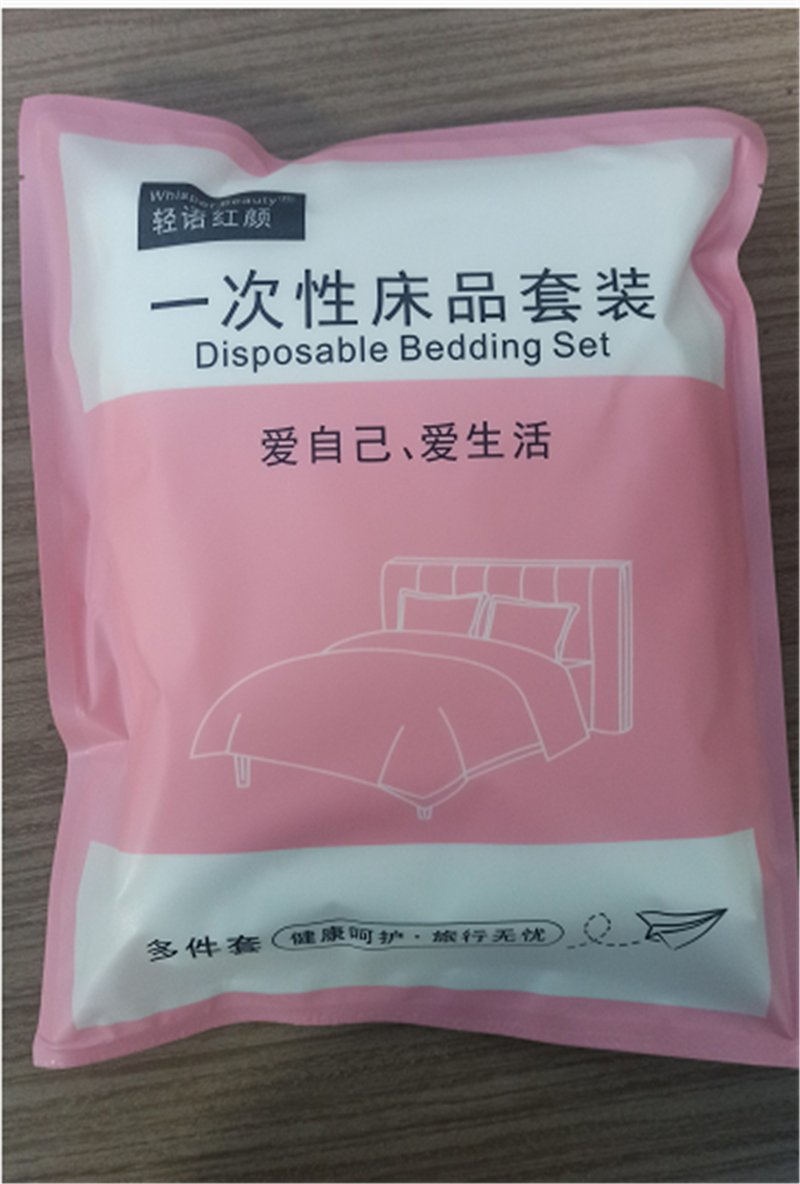 Whisper Beauty
轻语红颜
一次性床品套装
Disposable Bedding Set
爱自己、爱生活
多件套 健康呵护·旅行无忧